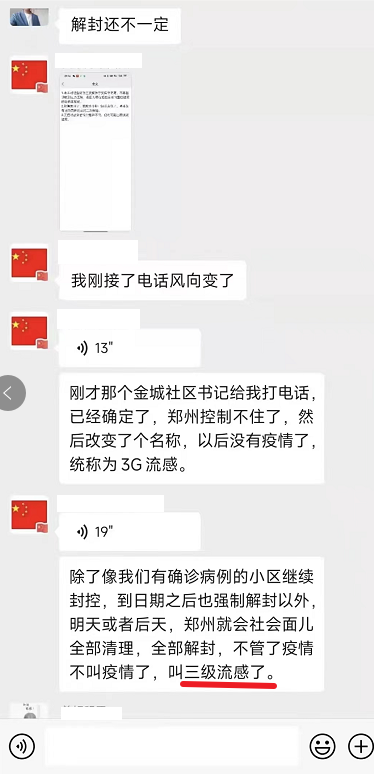 解封还不一定
我刚接了电话风向变了
13"
刚才那个金城社区书记给我打电话，
已经确定了，郑州控制不住了，然
后改变了个名称，以后没有疫情了，
统称为 3G 流感。
19"
除了像我们有确诊病例的小区继续
封控，到日期之后也强制解封以外，
明天或者后天，郑州就会社会面儿
全部清理，全部解封，不管了疫情
不叫疫情了，叫三级流感了。